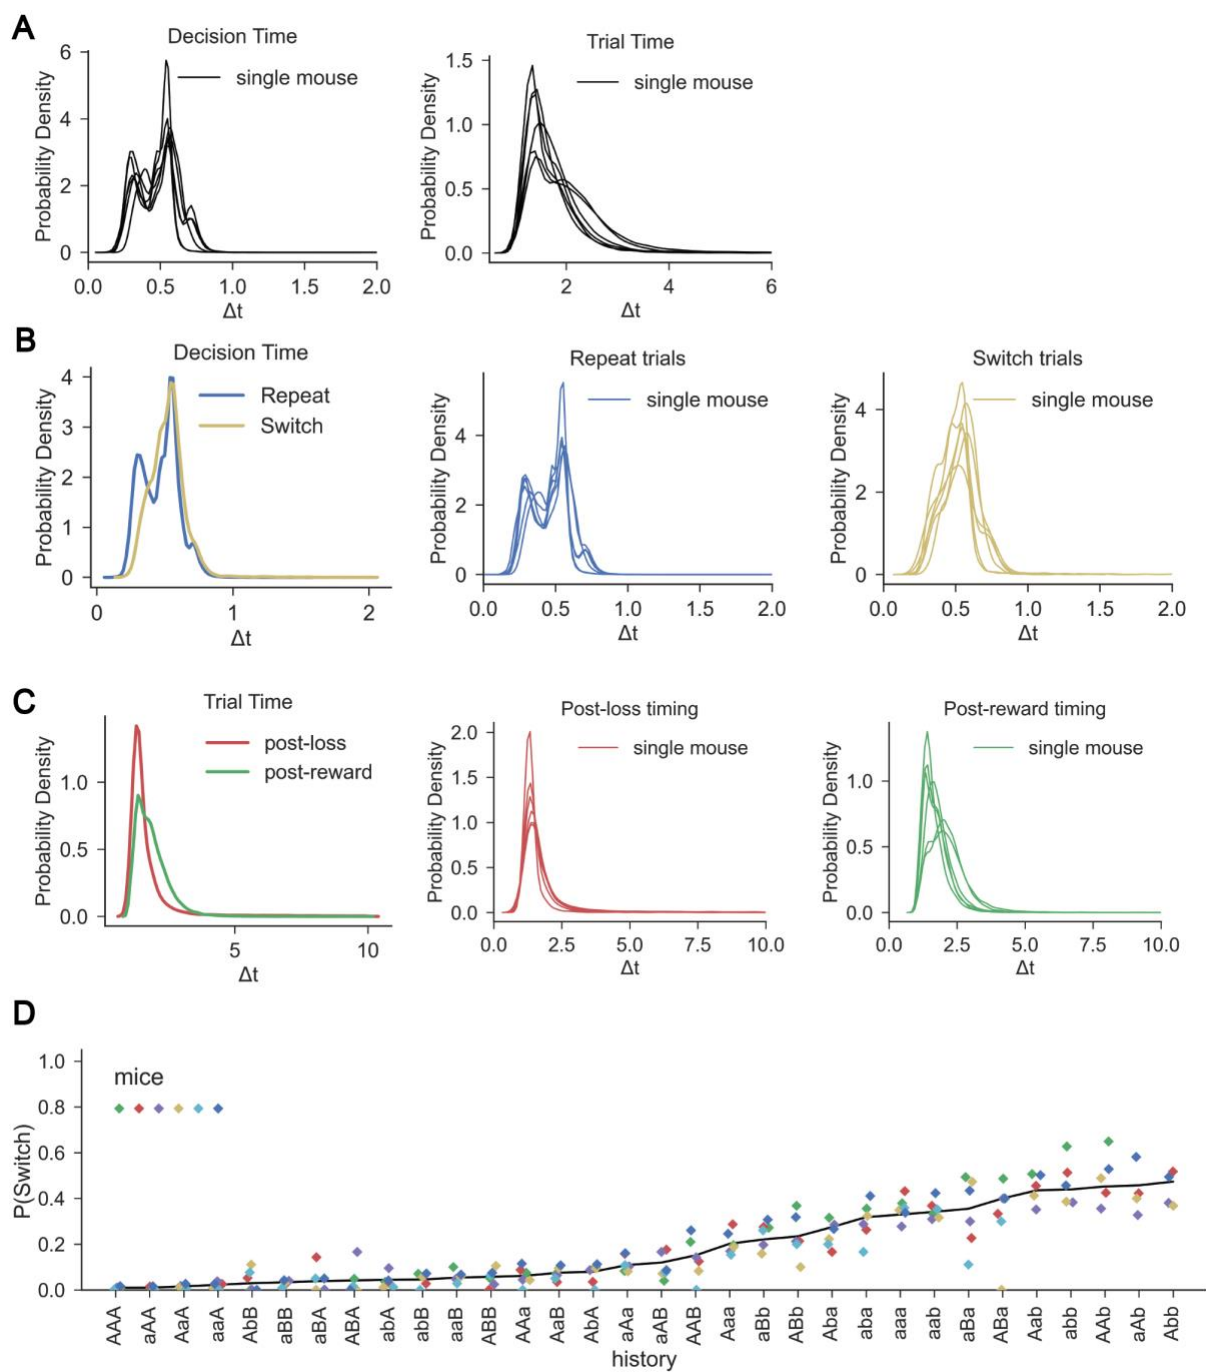 A
Decision Time
single mouse
Probability Density
6
4
2
0
0.0 0.5 1.0 1.5 2.0
Δt
Trial Time
single mouse
Probability Density
1.5
1.0
0.5
0.0
2 4 6
Δt
B
Decision Time
Repeat
Switch
Probability Density
4
3
2
1
0
0 1 2
Δt
Repeat trials
single mouse
Probability Density
4
2
0
0.0 0.5 1.0 1.5 2.0
Δt
Switch trials
single mouse
Probability Density
4
2
0
0.0 0.5 1.0 1.5 2.0
Δt
C
Trial Time
post-loss
post-reward
Probability Density
1.0
0.5
0.0
5 10
Δt
Post-loss timing
single mouse
Probability Density
2.0
1.5
1.0
0.5
0.0
0.0 2.5 5.0 7.5 10.0
Δt
Post-reward timing
single mouse
Probability Density
1.0
0.5
0.0
0.0 2.5 5.0 7.5 10.0
Δt
D
mice
P(Switch)
1.0
0.8
0.6
0.4
0.2
0.0
AAA aAA AaA aaA AbB aBB aBA ABA abA abB aaB ABB AAa AaB AbA aAa aAB AAB Aaa aBb ABb Aba aba aaa aab aBa ABa Aab abb AAb aAb Abb
history